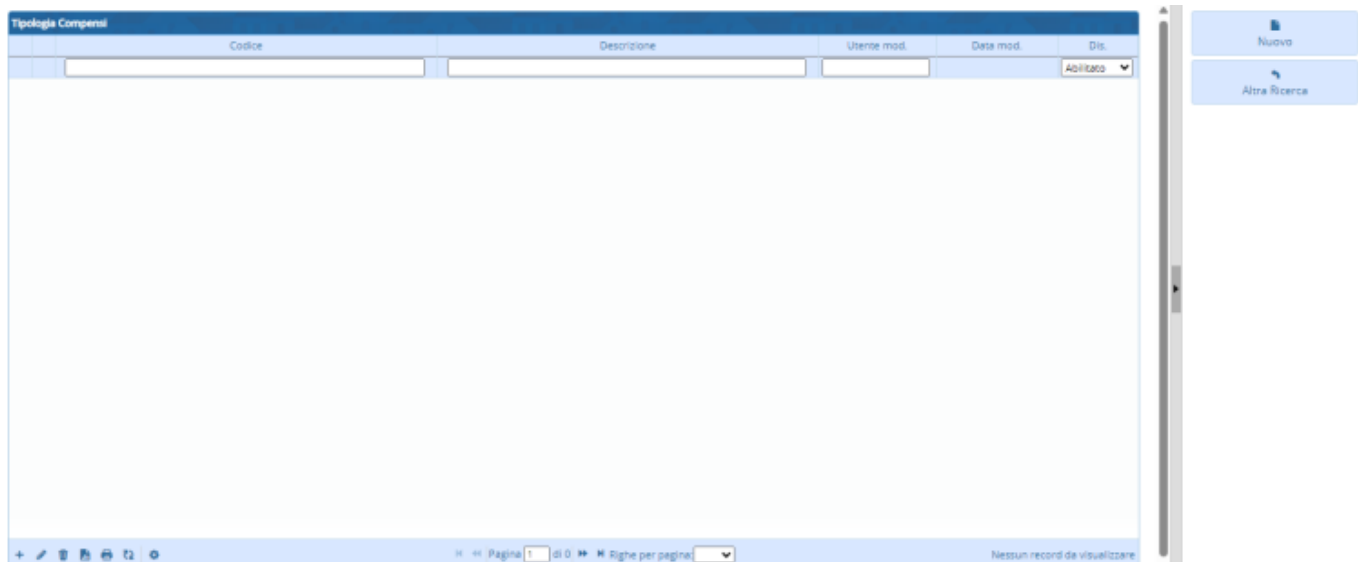 Tipologia Compensi
Codice Descrizione Utente mod. Data mod. Dis.
Abilitato
Nuovo
Altra Ricerca
Pagina 1 di 0 Righe per pagina: Nessun record da visualizzare